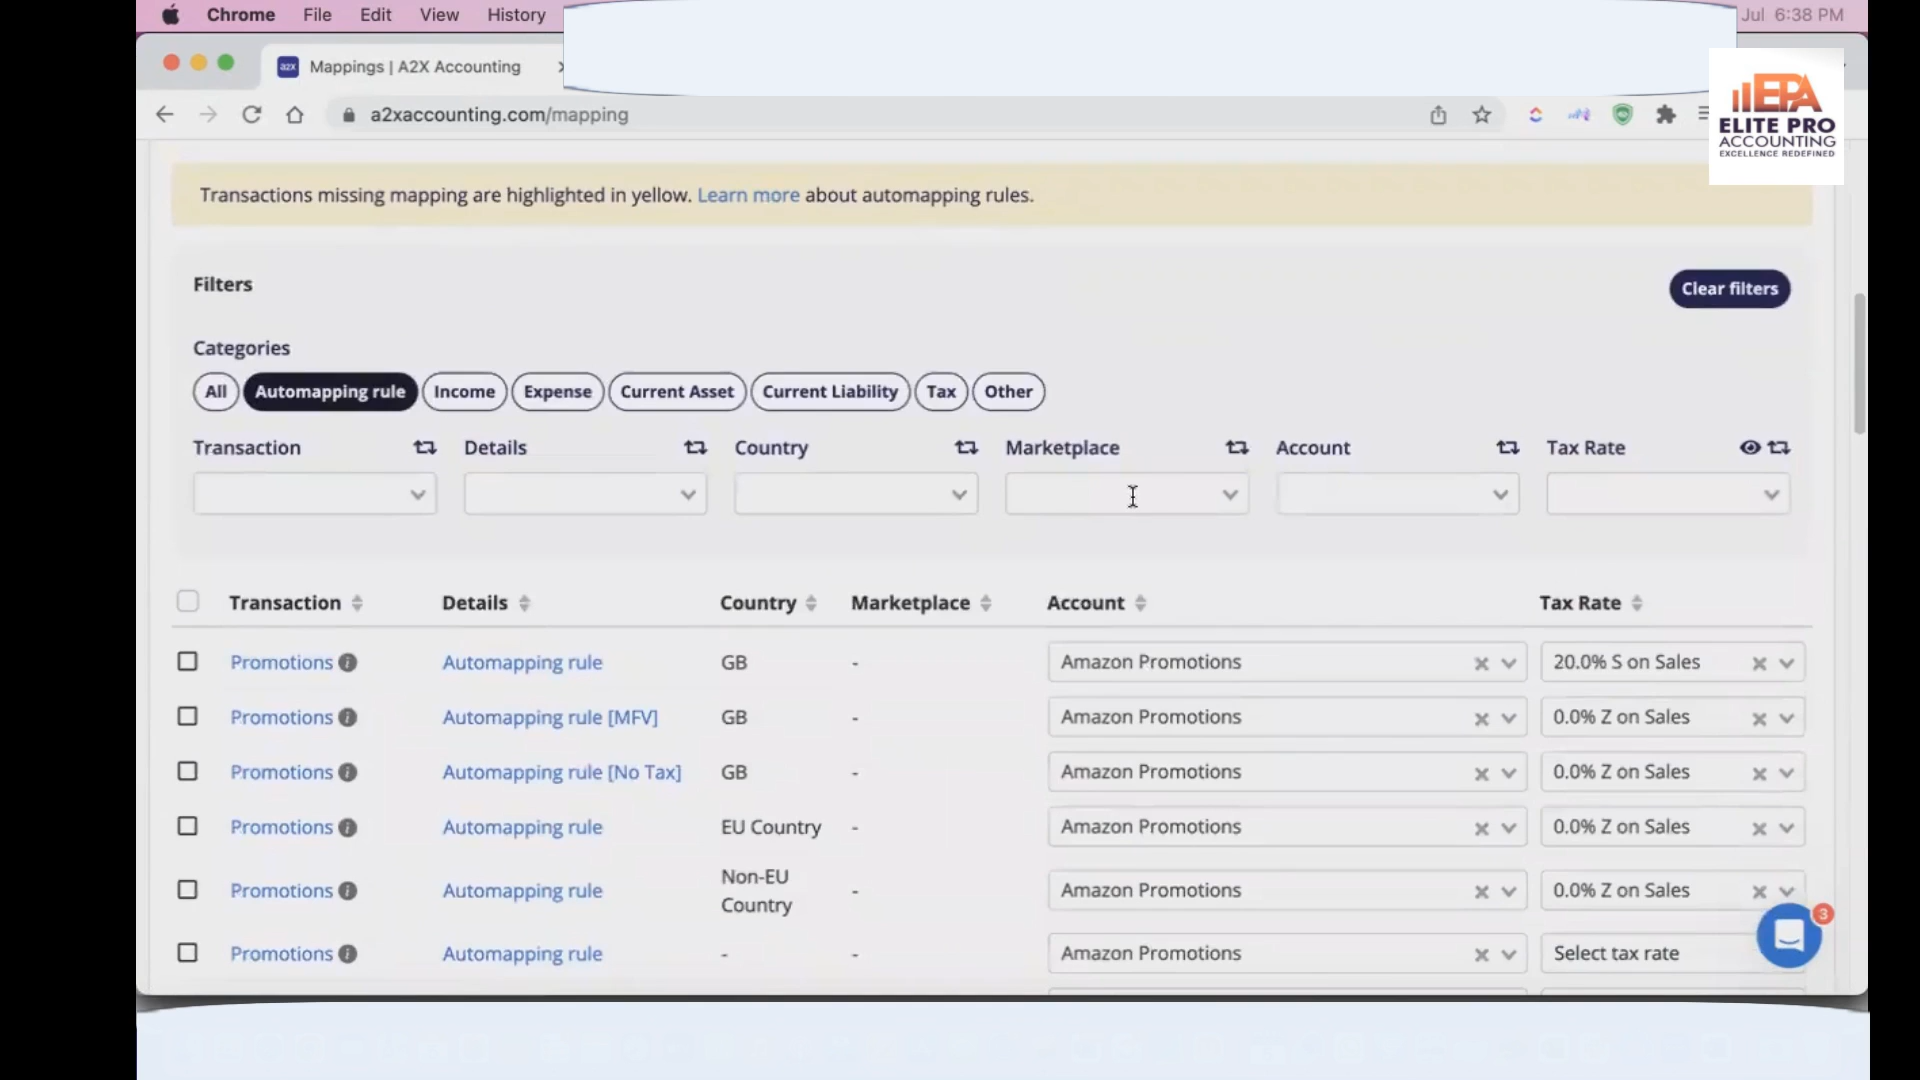 Chrome File Edit View History
Jul 6:38 PM
a2x Mappings | A2X Accounting
a2xaccounting.com/mapping
EPA
ELITE PRO
ACCOUNTING
EXCELLENCE REDEFINED
Transactions missing mapping are highlighted in yellow. Learn more about automapping rules.
Filters
Clear filters
Categories
All Automapping rule Income Expense Current Asset Current Liability Tax Other
Transaction Details Country Marketplace Account Tax Rate
Transaction Details Country Marketplace Account Tax Rate
Promotions Automapping rule GB - Amazon Promotions 20.0% S on Sales
Promotions Automapping rule [MFV] GB - Amazon Promotions 0.0% Z on Sales
Promotions Automapping rule [No Tax] GB - Amazon Promotions 0.0% Z on Sales
Promotions Automapping rule EU Country - Amazon Promotions 0.0% Z on Sales
Promotions Automapping rule Non-EU Country - Amazon Promotions 0.0% Z on Sales
3
Promotions Automapping rule - - Amazon Promotions Select tax rate